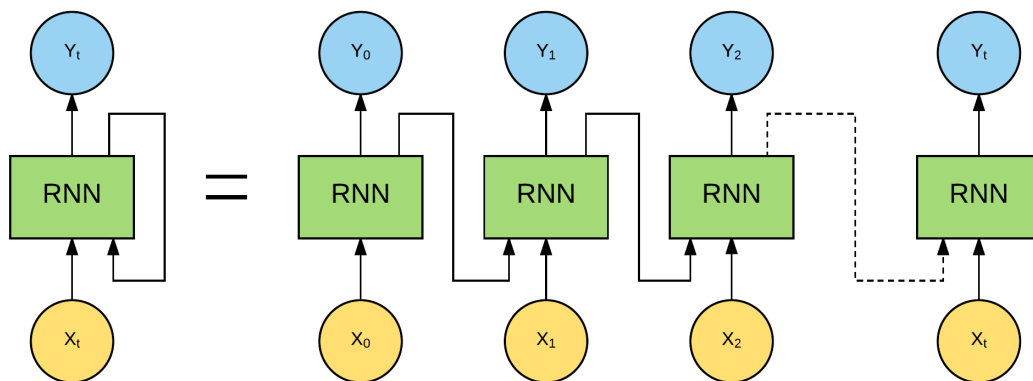 Yₜ Y₀ Y₁ Y₂ Yₜ
RNN = RNN RNN RNN RNN
Xₜ X₀ X₁ X₂ Xₜ